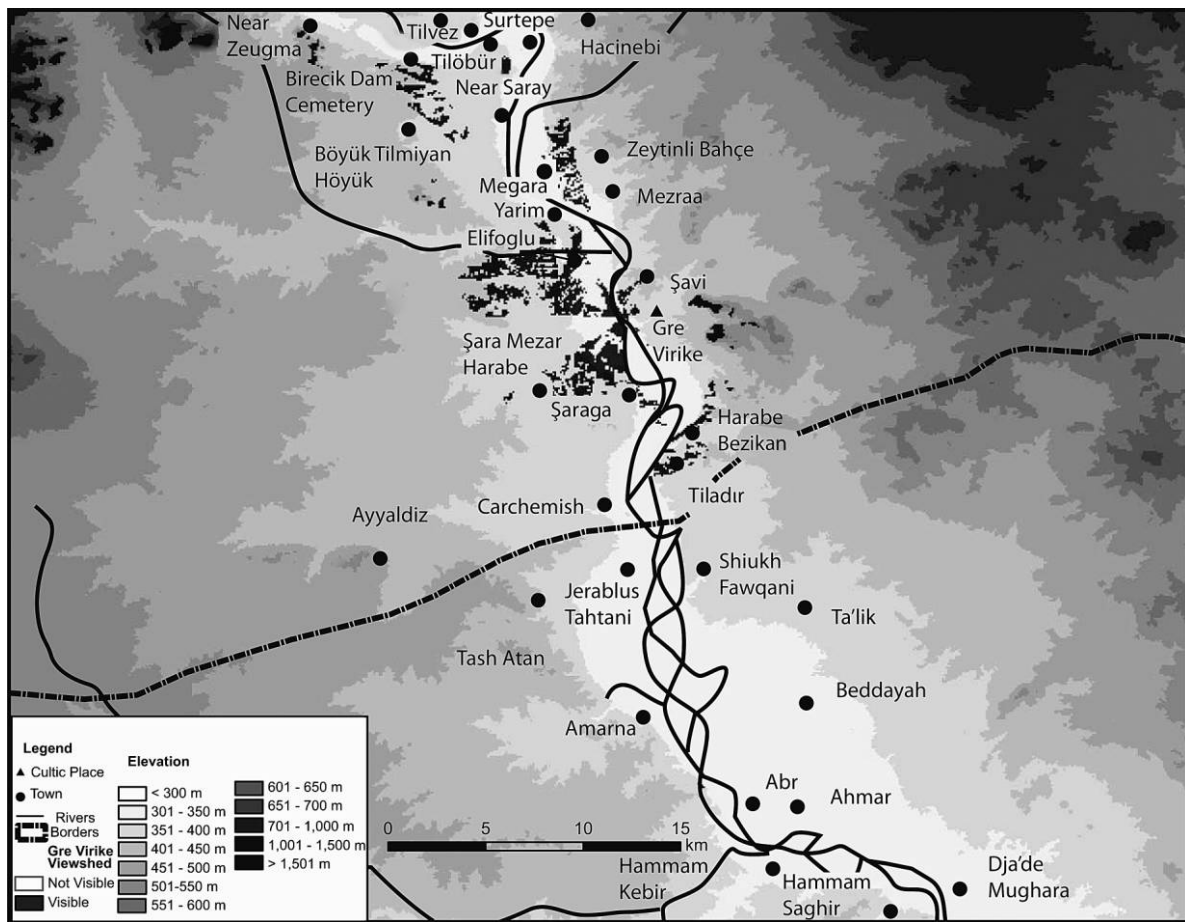 Near
Zeugma
Tilvez
Surtepe
Hacinebi
Tilöbür
Birecik Dam
Cemetery
Near Saray
Böyük Tilmiyan
Höyük
Zeytinli Bahçe
Megara
Yarim
Mezraa
Elifoglu
Şavi
Gre
Virike
Şara Mezar
Harabe
Şaraga
Harabe
Bezikan
Tiladır
Carchemish
Ayyaldiz
Shiukh
Fawqani
Jerablus
Tahtani
Ta'lik
Tash Atan
Beddayah
Amarna
Abr
Ahmar
Hammam
Kebir
Hammam
Saghir
Dja'de
Mughara
0 5 10 15
km
Legend
Cultic Place
Town
Rivers
Borders
Gre Virike
Viewshed
Not Visible
Visible
Elevation
< 300 m
301 - 350 m
351 - 400 m
401 - 450 m
451 - 500 m
501-550 m
551 - 600 m
601 - 650 m
651 - 700 m
701 - 1,000 m
1,001 - 1,500 m
> 1,501 m